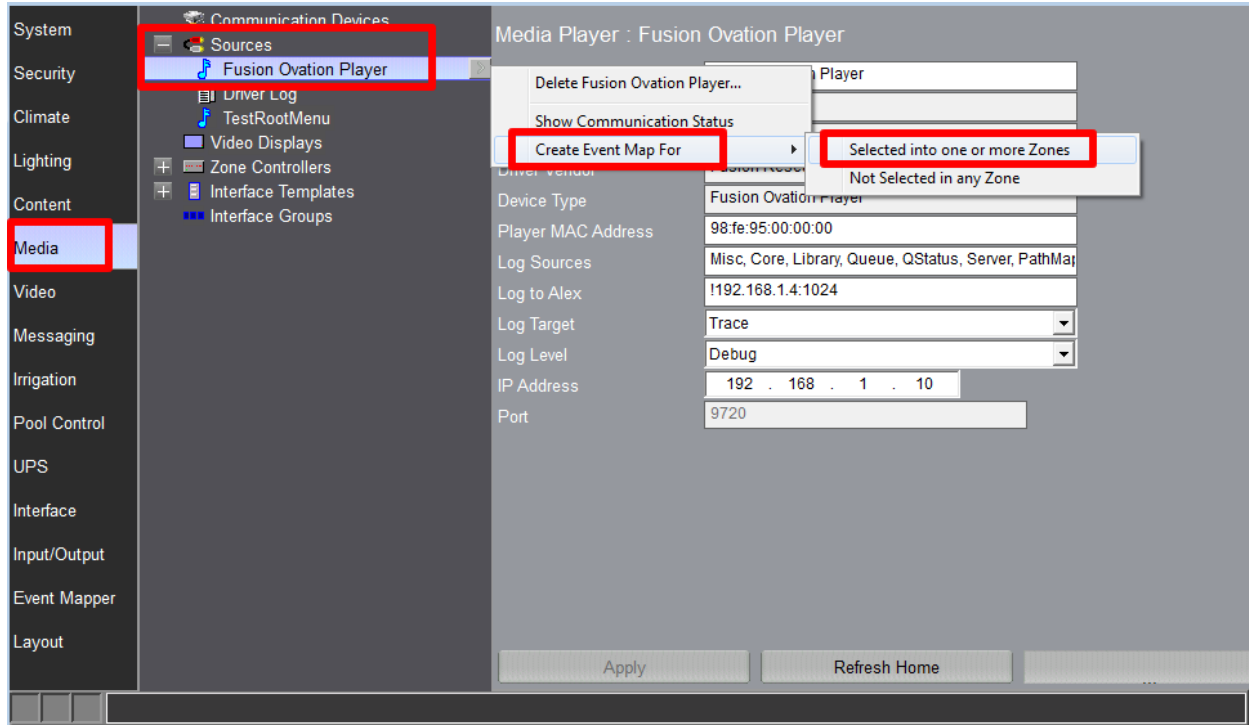 System
Security
Climate
Lighting
Content
Media
Video
Messaging
Irrigation
Pool Control
UPS
Interface
Input/Output
Event Mapper
Layout
Communication Devices
Sources
Fusion Ovation Player
Driver Log
TestRootMenu
Video Displays
Zone Controllers
Interface Templates
Interface Groups
Media Player : Fusion Ovation Player
Player
Delete Fusion Ovation Player...
Show Communication Status
Create Event Map For
Selected into one or more Zones
Not Selected in any Zone
Driver Vendor
Device Type Fusion Ovation Player
Player MAC Address 98:fe:95:00:00:00
Log Sources Misc, Core, Library, Queue, QStatus, Server, PathMap
Log to Alex !192.168.1.4:1024
Log Target Trace
Log Level Debug
IP Address 192 . 168 . 1 . 10
Port 9720
Apply Refresh Home ...